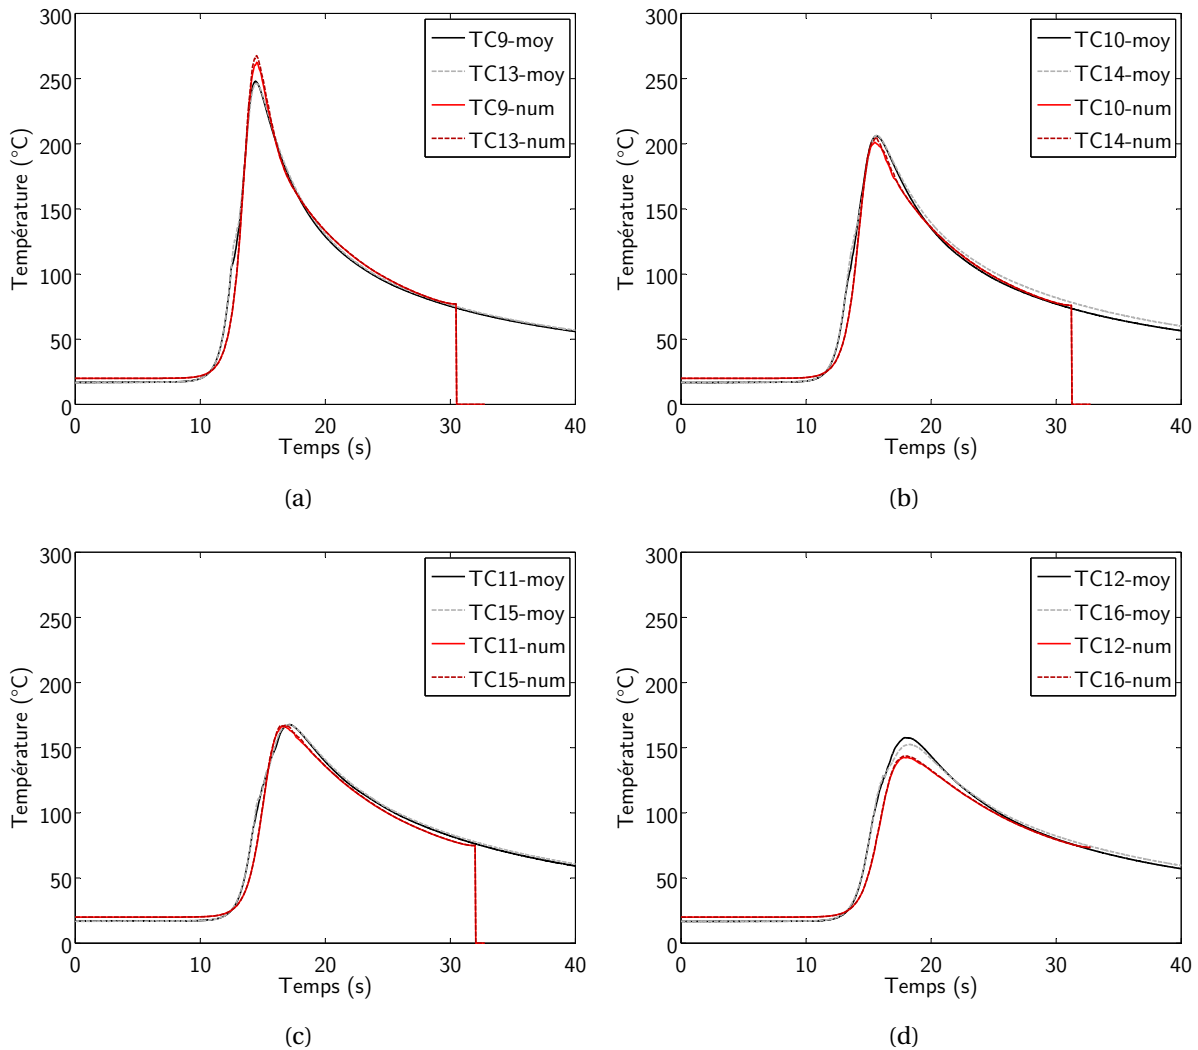 300
250
200
150
100
50
0
Température (°C)
0 10 20 30 40
Temps (s)
TC9-moy
TC13-moy
TC9-num
TC13-num
(a)
300
250
200
150
100
50
0
Température (°C)
0 10 20 30 40
Temps (s)
TC10-moy
TC14-moy
TC10-num
TC14-num
(b)
300
250
200
150
100
50
0
Température (°C)
0 10 20 30 40
Temps (s)
TC11-moy
TC15-moy
TC11-num
TC15-num
(c)
300
250
200
150
100
50
0
Température (°C)
0 10 20 30 40
Temps (s)
TC12-moy
TC16-moy
TC12-num
TC16-num
(d)